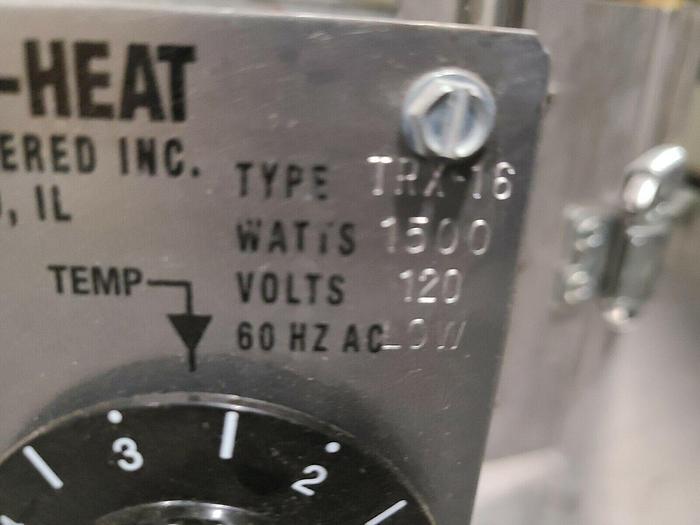 -HEAT
ERED INC.
, IL
TYPE TRX-16
WATTS 1500
VOLTS 120
60 HZ AC LOW
TEMP
3
2